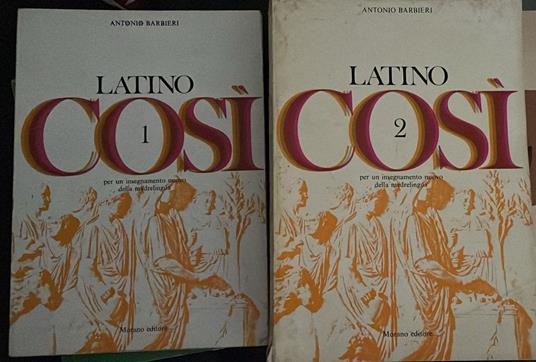 ANTONIO BARBIERI
LATINO
COSÌ
1
per un insegnamento nuovo
della madrelingua
Morano editore
ANTONIO BARBIERI
LATINO
COSÌ
2
per un insegnamento nuovo
della madrelingua
Morano editore